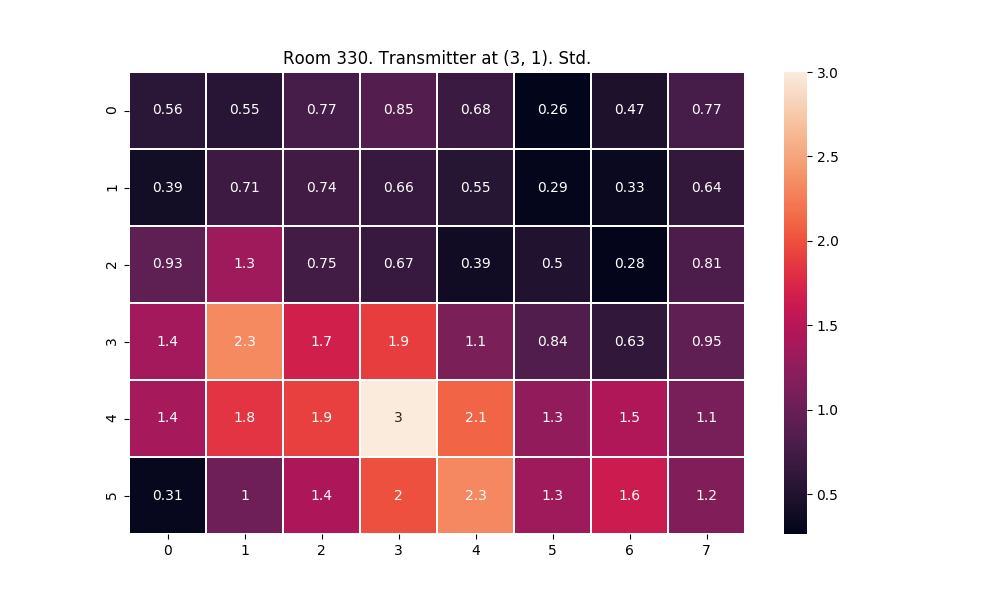 Room 330. Transmitter at (3, 1). Std.
0 0.56 0.55 0.77 0.85 0.68 0.26 0.47 0.77
1 0.39 0.71 0.74 0.66 0.55 0.29 0.33 0.64
2 0.93 1.3 0.75 0.67 0.39 0.5 0.28 0.81
3 1.4 2.3 1.7 1.9 1.1 0.84 0.63 0.95
4 1.4 1.8 1.9 3 2.1 1.3 1.5 1.1
5 0.31 1 1.4 2 2.3 1.3 1.6 1.2
0 1 2 3 4 5 6 7
3.0
2.5
2.0
1.5
1.0
0.5